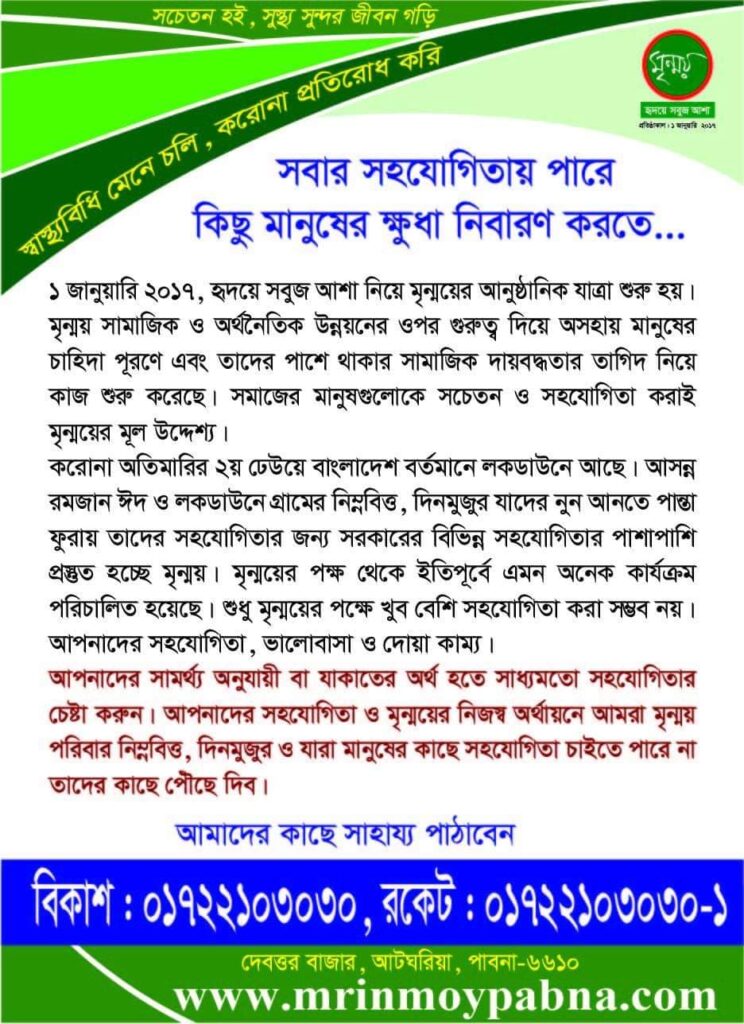 সচেতন হই, সুস্থ্য সুন্দর জীবন গড়ি
স্বাস্থ্যবিধি মেনে চলি, করোনা প্রতিরোধ করি
মৃন্ময়
হৃদয়ে সবুজ আশা
প্রতিষ্ঠাকাল : ১ জানুয়ারি ২০১৭
সবার সহযোগিতায় পারে
কিছু মানুষের ক্ষুধা নিবারণ করতে...
১ জানুয়ারি ২০১৭, হৃদয়ে সবুজ আশা নিয়ে মৃন্ময়ের আনুষ্ঠানিক যাত্রা শুরু হয়।
মৃন্ময় সামাজিক ও অর্থনৈতিক উন্নয়নের ওপর গুরুত্ব দিয়ে অসহায় মানুষের
চাহিদা পূরণে এবং তাদের পাশে থাকার সামাজিক দায়বদ্ধতার তাগিদ নিয়ে
কাজ শুরু করেছে। সমাজের মানুষগুলোকে সচেতন ও সহযোগিতা করাই
মৃন্ময়ের মূল উদ্দেশ্য।
করোনা অতিমারির ২য় ঢেউয়ে বাংলাদেশ বর্তমানে লকডাউনে আছে। আসন্ন
রমজান ঈদ ও লকডাউনে গ্রামের নিম্নবিত্ত, দিনমুজুর যাদের নুন আনতে পান্তা
ফুরায় তাদের সহযোগিতার জন্য সরকারের বিভিন্ন সহযোগিতার পাশাপাশি
প্রস্তুত হচ্ছে মৃন্ময়। মৃন্ময়ের পক্ষ থেকে ইতিপূর্বে এমন অনেক কার্যক্রম
পরিচালিত হয়েছে। শুধু মৃন্ময়ের পক্ষে খুব বেশি সহযোগিতা করা সম্ভব নয়।
আপনাদের সহযোগিতা, ভালোবাসা ও দোয়া কাম্য।
আপনাদের সামর্থ্য অনুযায়ী বা যাকাতের অর্থ হতে সাধ্যমতো সহযোগিতার
চেষ্টা করুন। আপনাদের সহযোগিতা ও মৃন্ময়ের নিজস্ব অর্থায়নে আমরা মৃন্ময়
পরিবার নিম্নবিত্ত, দিনমুজুর ও যারা মানুষের কাছে সহযোগিতা চাইতে পারে না
তাদের কাছে পৌঁছে দিব।
আমাদের কাছে সাহায্য পাঠাবেন
বিকাশ : ০১৭২২১০৩০৩০, রকেট : ০১৭২২১০৩০৩০-১
দেবত্তর বাজার, আটঘরিয়া, পাবনা-৬৬১০
www.mrinmoypabna.com